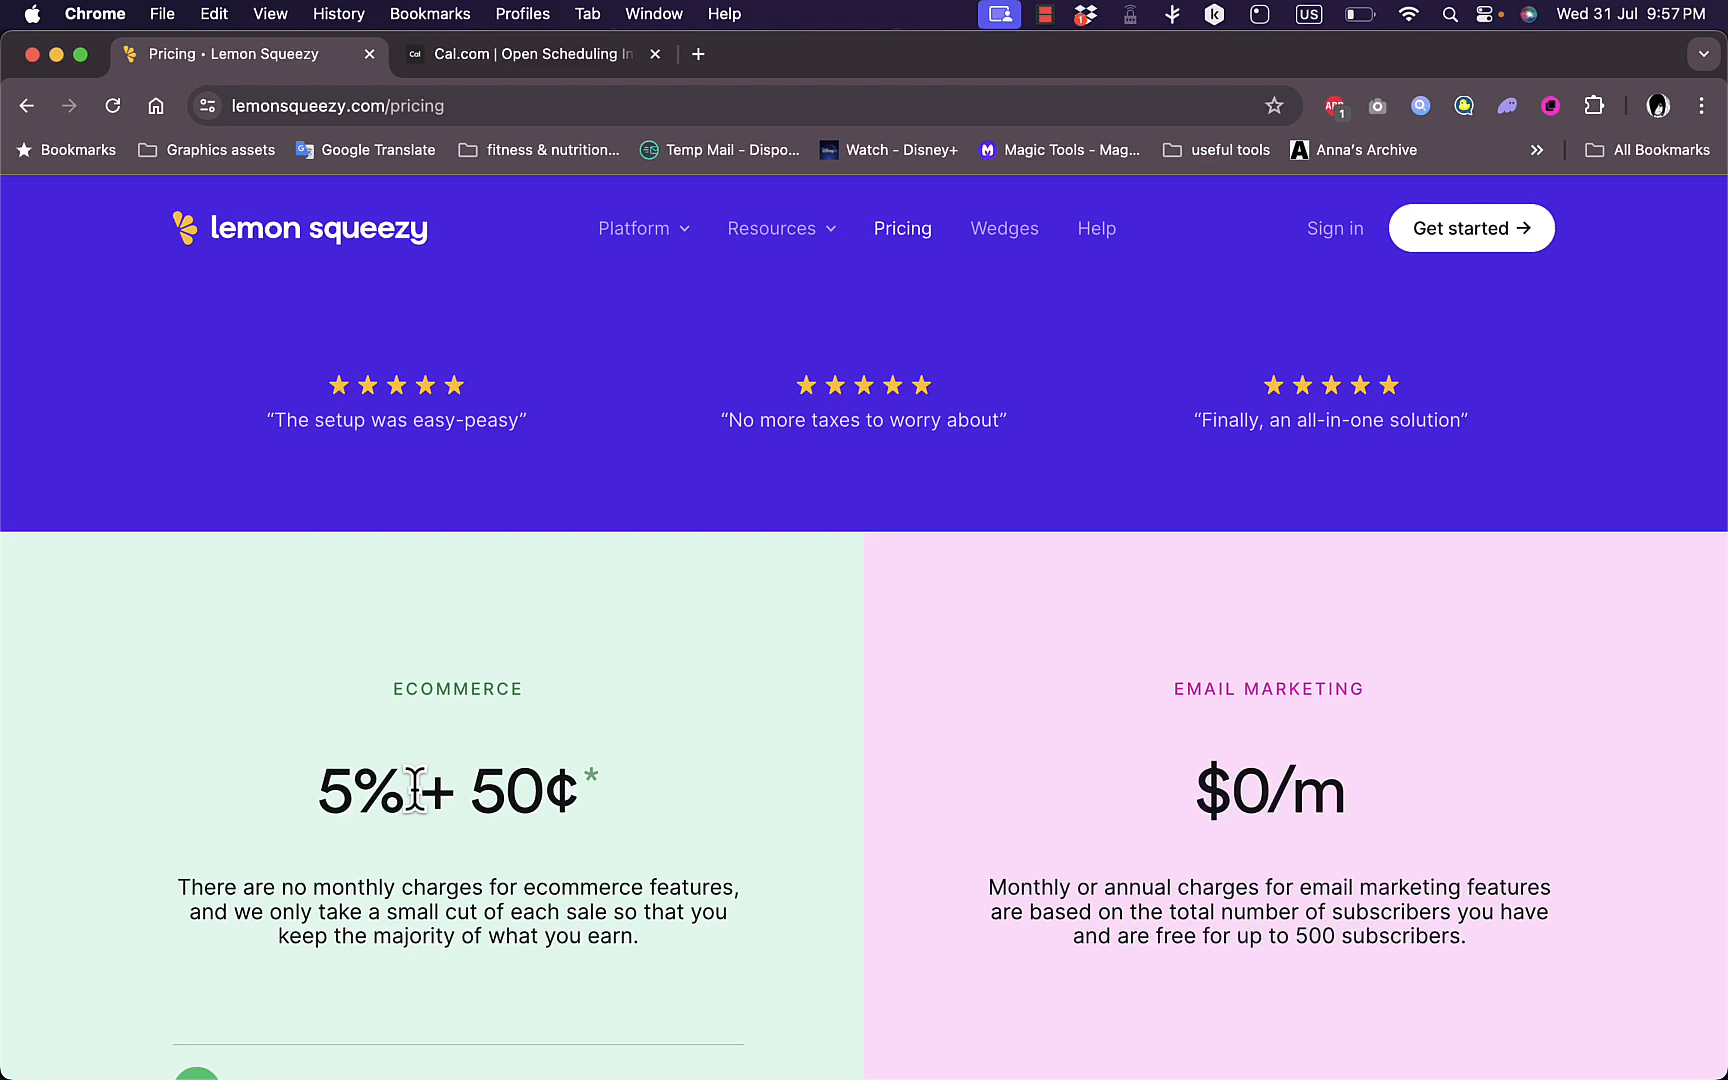 Chrome File Edit View History Bookmarks Profiles Tab Window Help US Wed 31 Jul 9:57 PM
Pricing • Lemon Squeezy Cal Cal.com | Open Scheduling In
lemonsqueezy.com/pricing ABP 1
Bookmarks Graphics assets Google Translate fitness & nutrition... Temp Mail - Dispo... Watch - Disney+ Magic Tools - Mag... useful tools Anna's Archive All Bookmarks
lemon squeezy Platform Resources Pricing Wedges Help Sign in Get started →
“The setup was easy-peasy” “No more taxes to worry about” “Finally, an all-in-one solution”
ECOMMERCE
5% + 50¢*
There are no monthly charges for ecommerce features,
and we only take a small cut of each sale so that you
keep the majority of what you earn.
EMAIL MARKETING
$0/m
Monthly or annual charges for email marketing features
are based on the total number of subscribers you have
and are free for up to 500 subscribers.